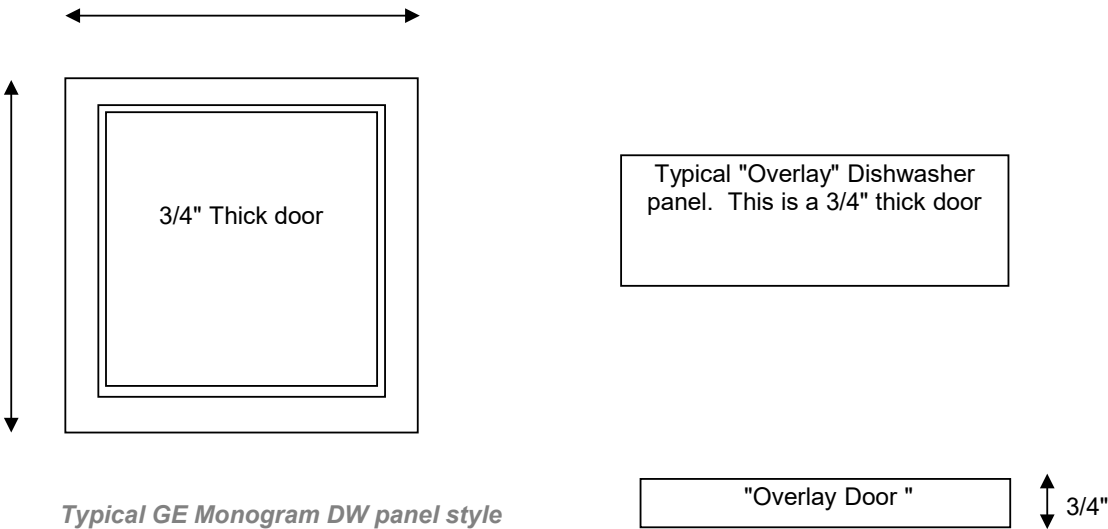 3/4" Thick door
Typical "Overlay" Dishwasher
panel.  This is a 3/4" thick door
Typical GE Monogram DW panel style
"Overlay Door "
3/4"